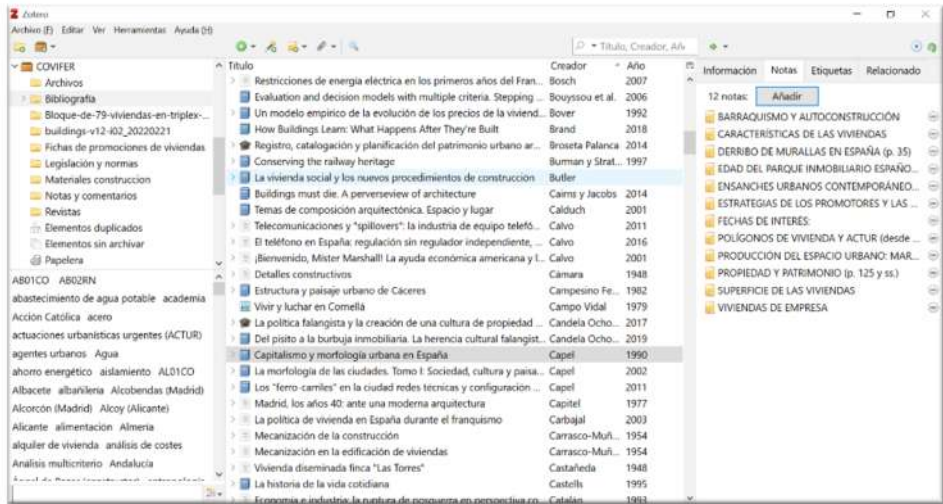 Zotero
Archivo (F) Editar Ver Herramientas Ayuda (H)
Título, Creador, Año
COVIFER
Archivos
Bibliografía
Bloque-de-79-viviendas-en-triplex-...
buildings-v12-i02_20220221
Fichas de promociones de viviendas
Legislación y normas
Materiales construccion
Notas y comentarios
Revistas
Elementos duplicados
Elementos sin archivar
Papelera
AB01CO AB02RN
abastecimiento de agua potable academia
Acción Católica acero
actuaciones urbanísticas urgentes (ACTUR)
agentes urbanos Agua
ahorro energético aislamiento AL01CO
Albacete albañilería Alcobendas (Madrid)
Alcorcón (Madrid) Alcoy (Alicante)
Alicante alimentación Almería
alquiler de vivienda análisis de costes
Análisis multicriterio Andalucía
Título Creador Año
Restricciones de energía eléctrica en los primeros años del Fran... Bosch 2007
Evaluation and decision models with multiple criteria. Stepping ... Bouyssou et al. 2006
Un modelo empírico de la evolución de los precios de la viviend... Bover 1992
How Buildings Learn: What Happens After They're Built Brand 2018
Registro, catalogación y planificación del patrimonio urbano ar... Broseta Palanca 2014
Conserving the railway heritage Burman y Strat... 1997
La vivienda social y los nuevos procedimientos de construcción Butler
Buildings must die. A perverseview of architecture Cairns y Jacobs 2014
Temas de composición arquitectónica. Espacio y lugar Calduch 2001
Telecomunicaciones y "spillovers": la industria de equipo telefó... Calvo 2011
El teléfono en España: regulación sin regulador independiente, ... Calvo 2016
¡Bienvenido, Míster Marshall! La ayuda económica americana y l... Calvo 2001
Detalles constructivos Cámara 1948
Estructura y paisaje urbano de Cáceres Campesino Fe... 1982
Vivir y luchar en Cornellá Campo Vidal 1979
La política falangista y la creación de una cultura de propiedad ... Candela Ocho... 2017
Del pisito a la burbuja inmobiliaria. La herencia cultural falangist... Candela Ocho... 2019
Capitalismo y morfología urbana en España Capel 1990
La morfología de las ciudades. Tomo I: Sociedad, cultura y paisa... Capel 2002
Los "ferro-carriles" en la ciudad redes técnicas y configuración ... Capel 2011
Madrid, los años 40: ante una moderna arquitectura Capitel 1977
La política de vivienda en España durante el franquismo Carbajal 2003
Mecanización de la construcción Carrasco-Muñ... 1954
Mecanización en la edificación de viviendas Carrasco-Muñ... 1954
Vivienda diseminada finca "Las Torres" Castañeda 1948
La historia de la vida cotidiana Castells 1995
Economía e industria: la ruptura de posguerra en perspectiva co... Catalán 1993
Información Notas Etiquetas Relacionado
12 notas: Añadir
BARRAQUISMO Y AUTOCONSTRUCCIÓN
CARACTERÍSTICAS DE LAS VIVIENDAS
DERRIBO DE MURALLAS EN ESPAÑA (p. 35)
EDAD DEL PARQUE INMOBILIARIO ESPAÑO...
ENSANCHES URBANOS CONTEMPORÁNEO...
ESTRATEGIAS DE LOS PROMOTORES Y LAS ...
FECHAS DE INTERÉS:
POLÍGONOS DE VIVIENDA Y ACTUR (desde ...
PRODUCCIÓN DEL ESPACIO URBANO: MAR...
PROPIEDAD Y PATRIMONIO (p. 125 y ss.)
SUPERFICIE DE LAS VIVIENDAS
VIVIENDAS DE EMPRESA